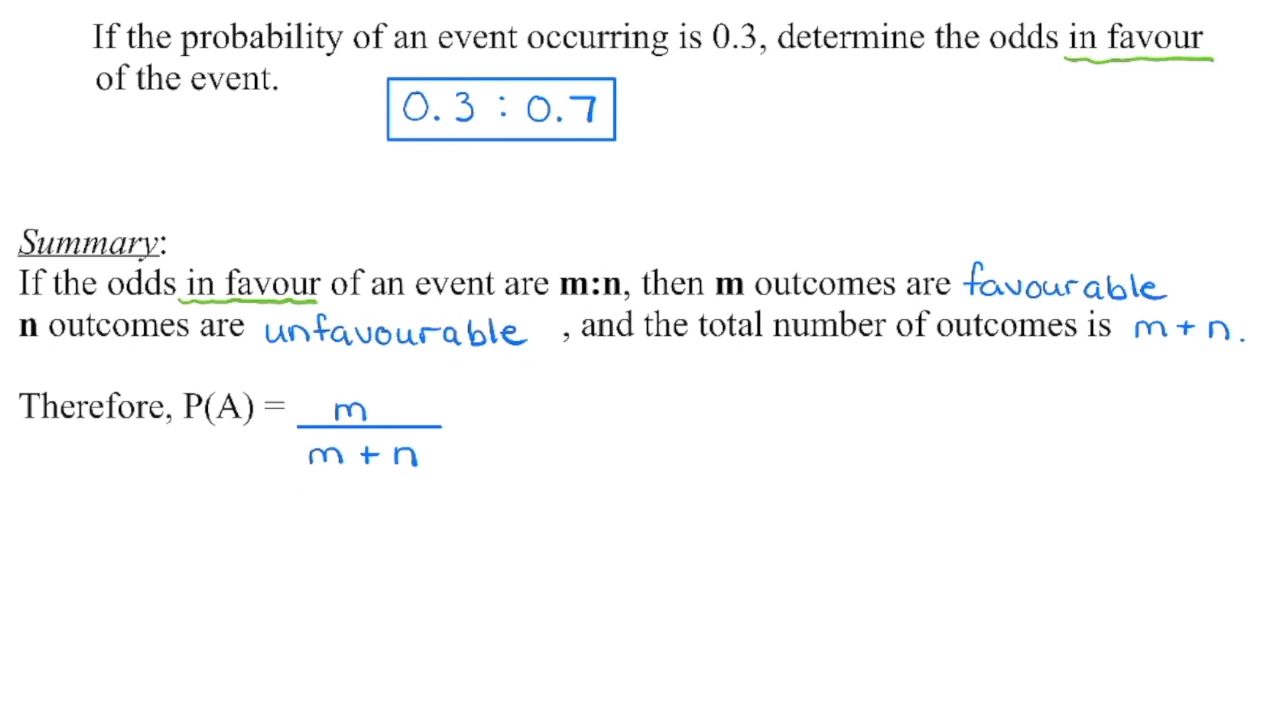 If the probability of an event occurring is 0.3, determine the odds in favour
of the event.
0.3 : 0.7
Summary:
If the odds in favour of an event are m:n, then m outcomes are favourable
n outcomes are unfavourable , and the total number of outcomes is m + n.
Therefore, P(A) = m
m + n